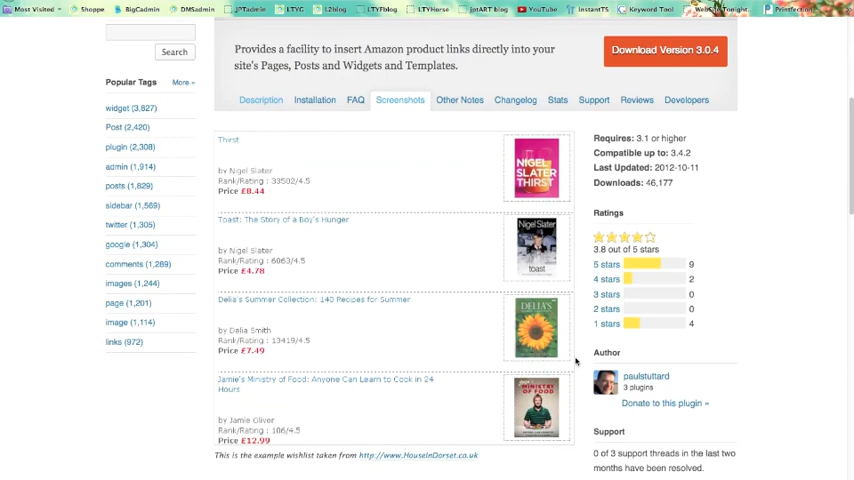 Most Visited
Shoppe
BigCadmin
DMSadmin
JPTadmin
LTYG
L2blog
LTYFblog
LTYHorse
jotART blog
YouTube
InstantTS
Keyword Tool
WebSite Tonight
Printfection
Search
Provides a facility to insert Amazon product links directly into your
site's Pages, Posts and Widgets and Templates.
Download Version 3.0.4
Description
Installation
FAQ
Screenshots
Other Notes
Changelog
Stats
Support
Reviews
Developers
Popular Tags
More »
widget (3,827)
Post (2,420)
plugin (2,308)
admin (1,914)
posts (1,829)
sidebar (1,569)
twitter (1,305)
google (1,304)
comments (1,289)
images (1,244)
page (1,201)
image (1,114)
links (972)
Thirst
by Nigel Slater
Rank/Rating : 33502/4.5
Price £8.44
NIGEL
SLATER
THIRST
Toast: The Story of a Boy's Hunger
by Nigel Slater
Rank/Rating : 6063/4.5
Price £4.78
Nigel Slater
toast
Delia's Summer Collection: 140 Recipes for Summer
by Delia Smith
Rank/Rating : 13419/4.5
Price £7.49
DELIA'S
Jamie's Ministry of Food: Anyone Can Learn to Cook in 24
Hours
by Jamie Oliver
Rank/Rating : 106/4.5
Price £12.99
MINISTRY
OF FOOD
This is the example wishlist taken from http://www.HouseInDorset.co.uk
Requires: 3.1 or higher
Compatible up to: 3.4.2
Last Updated: 2012-10-11
Downloads: 46,177
Ratings
3.8 out of 5 stars
5 stars 9
4 stars 2
3 stars 0
2 stars 0
1 stars 4
Author
paulstuttard
3 plugins
Donate to this plugin »
Support
0 of 3 support threads in the last two
months have been resolved.